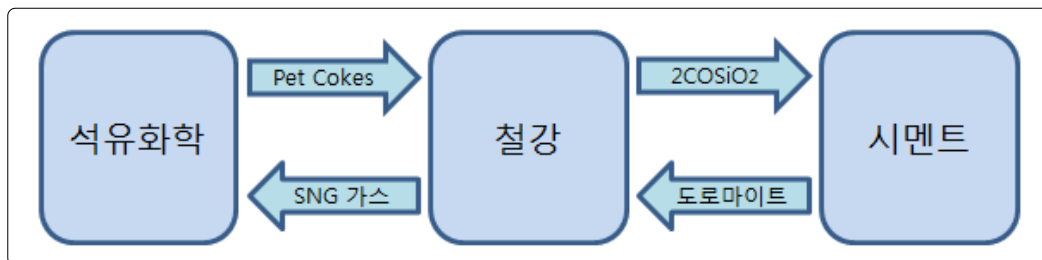 Pet Cokes
2COSiO2
석유화학
철강
시멘트
SNG 가스
도로마이트